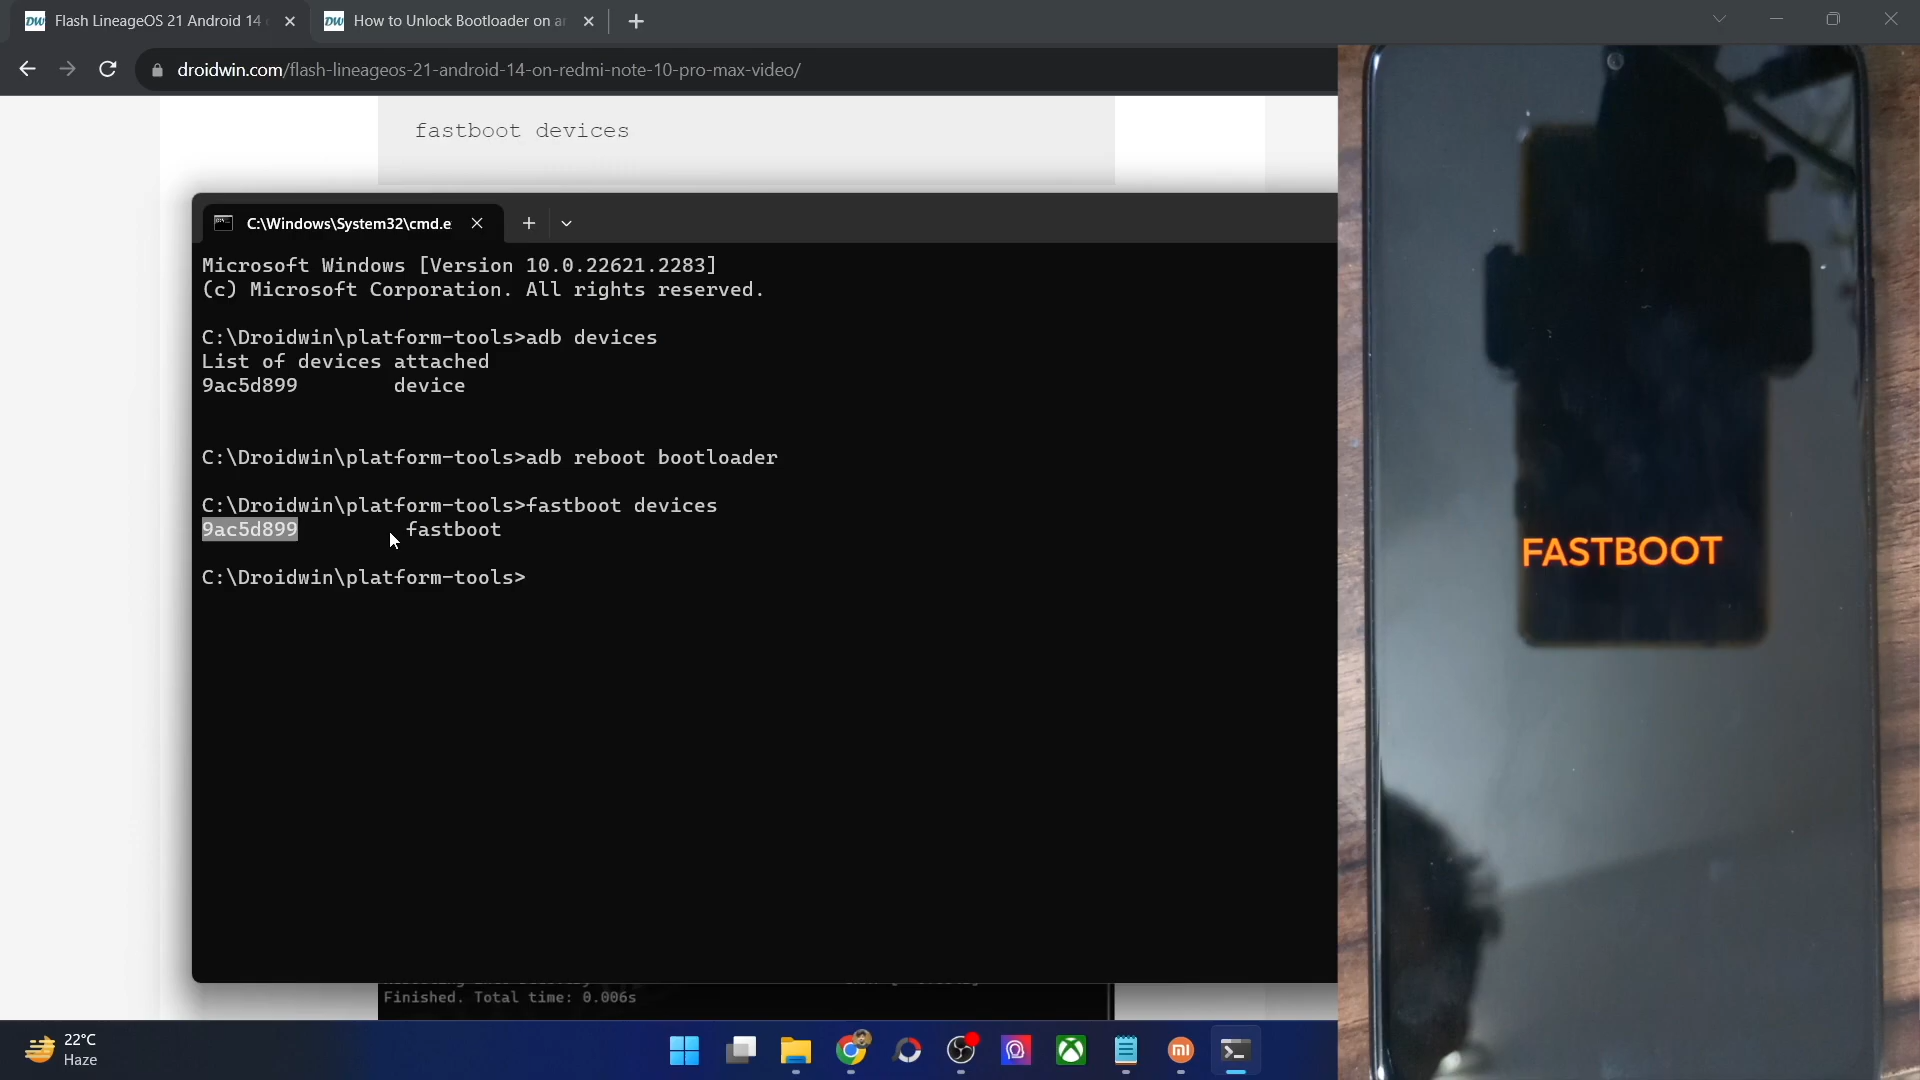 DW Flash LineageOS 21 Android 14
DW How to Unlock Bootloader on a
droidwin.com/flash-lineageos-21-android-14-on-redmi-note-10-pro-max-video/
fastboot devices
C:\Windows\System32\cmd.e
Microsoft Windows [Version 10.0.22621.2283]
(c) Microsoft Corporation. All rights reserved.
C:\Droidwin\platform-tools>adb devices
List of devices attached
9ac5d899 device
C:\Droidwin\platform-tools>adb reboot bootloader
C:\Droidwin\platform-tools>fastboot devices
9ac5d899 fastboot
C:\Droidwin\platform-tools>
FASTBOOT
Finished. Total time: 0.006s
22°C
Haze
mi